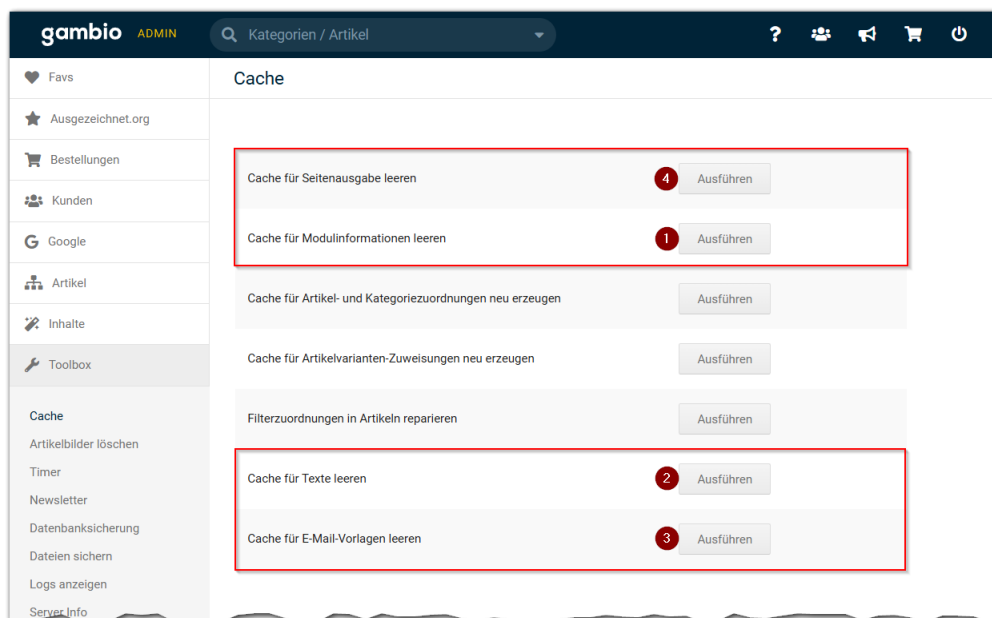 gambio ADMIN
Kategorien / Artikel
?
Favs
Cache
Ausgezeichnet.org
Bestellungen
Cache für Seitenausgabe leeren 4 Ausführen
Kunden
Cache für Modulinformationen leeren 1 Ausführen
G Google
Artikel
Cache für Artikel- und Kategoriezuordnungen neu erzeugen Ausführen
Inhalte
Toolbox
Cache für Artikelvarianten-Zuweisungen neu erzeugen Ausführen
Cache
Filterzuordnungen in Artikeln reparieren Ausführen
Artikelbilder löschen
Timer
Cache für Texte leeren 2 Ausführen
Newsletter
Datenbanksicherung
Cache für E-Mail-Vorlagen leeren 3 Ausführen
Dateien sichern
Logs anzeigen
Server Info